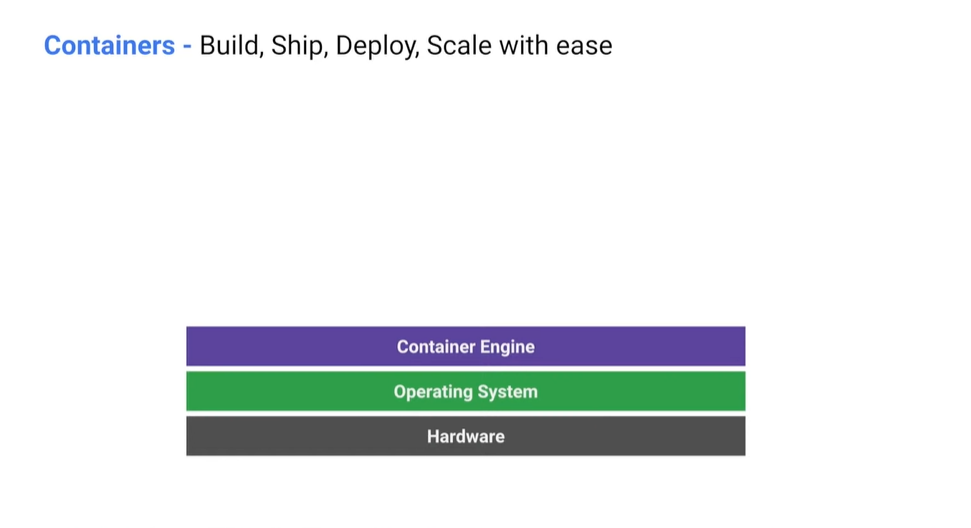 Containers - Build, Ship, Deploy, Scale with ease
Container Engine
Operating System
Hardware